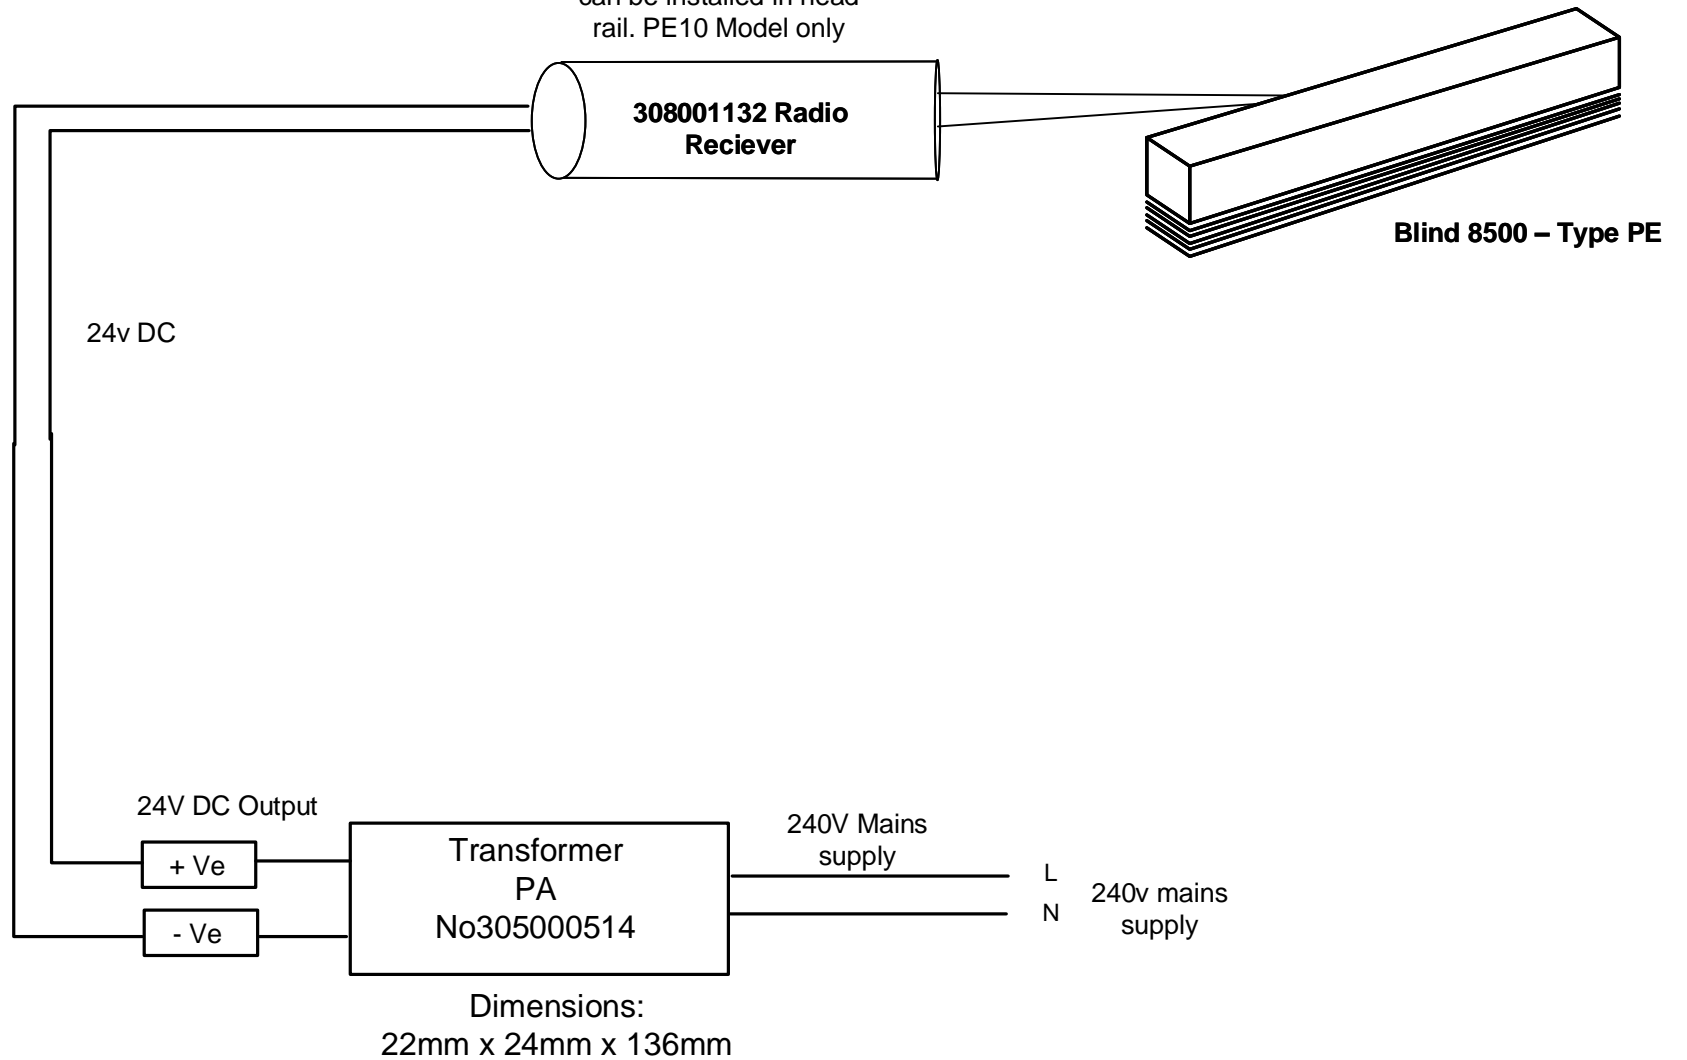 can be installed in head
rail. PE10 Model only
308001132 Radio
Reciever
Blind 8500 – Type PE
24v DC
24V DC Output
+ Ve
- Ve
Transformer
PA
No305000514
240V Mains
supply
L
N
240v mains
supply
Dimensions:
22mm x 24mm x 136mm